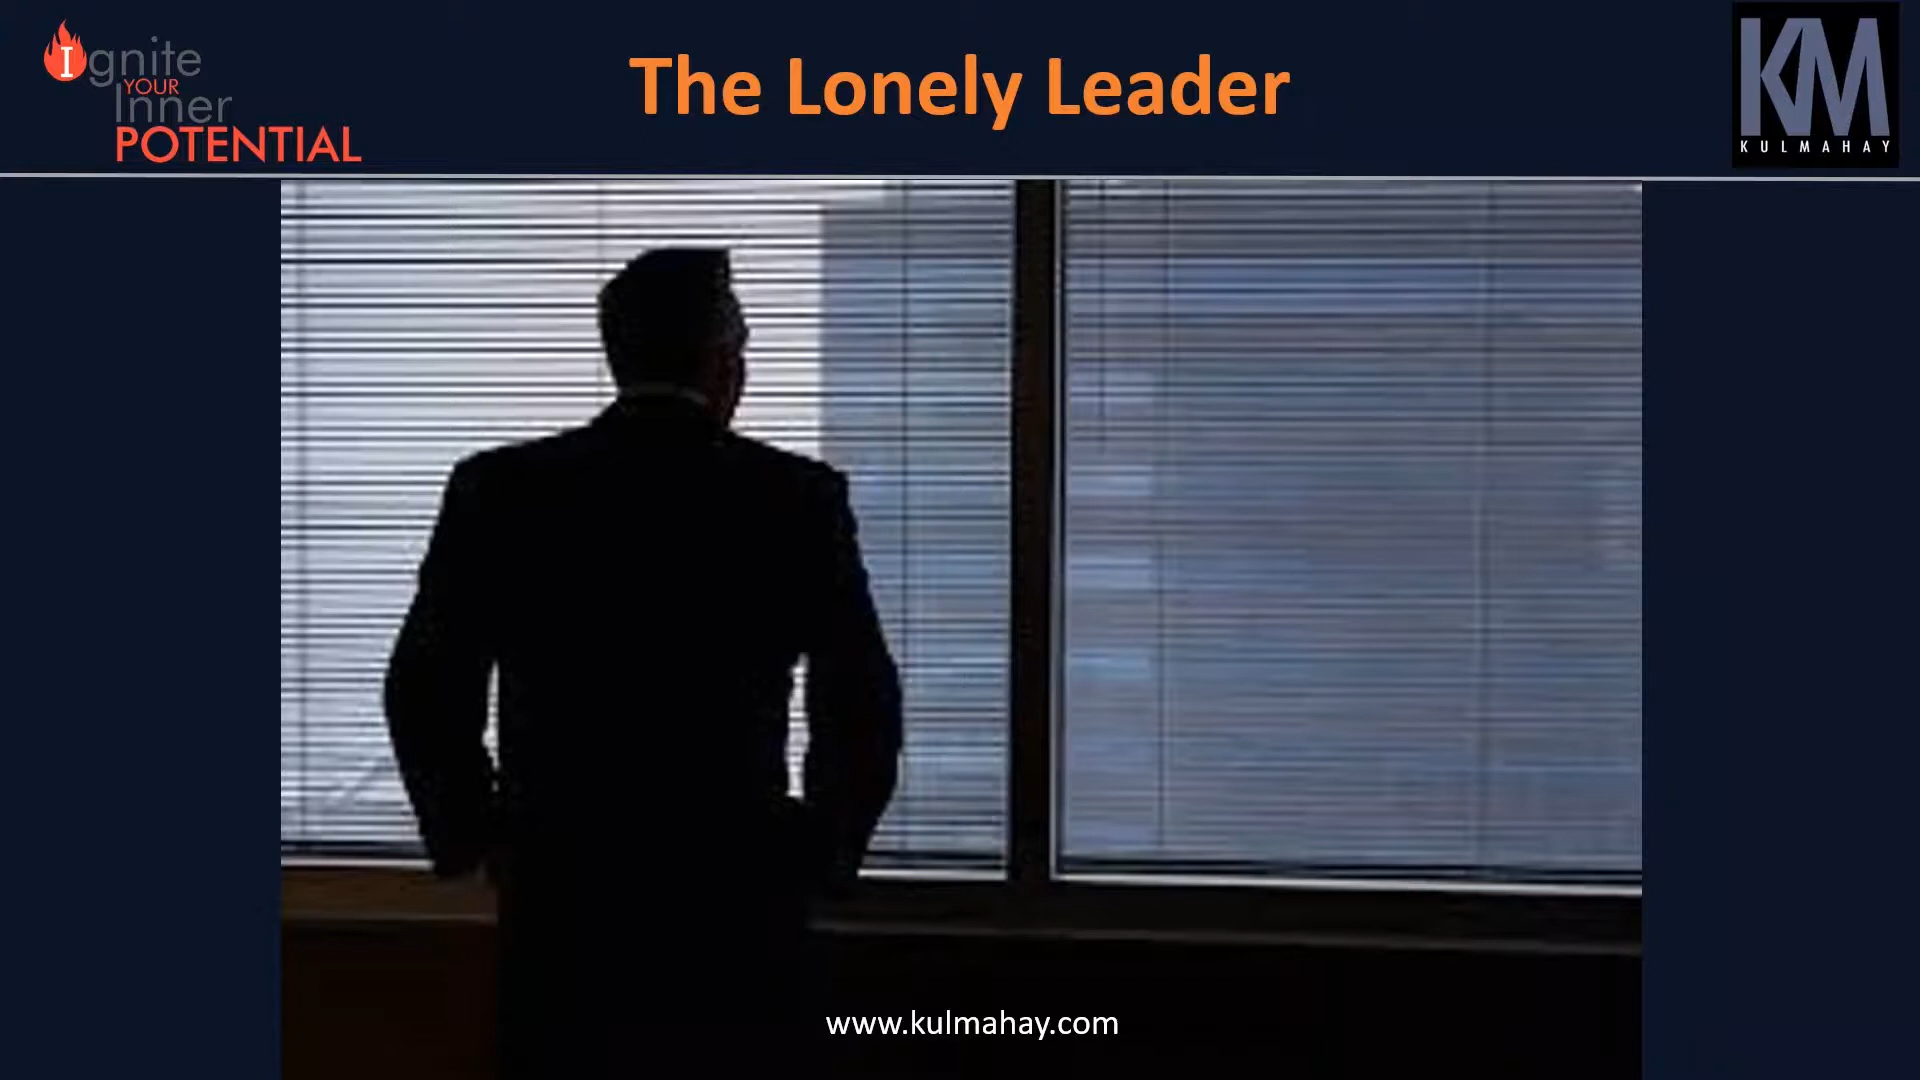 Ignite
YOUR
Inner
POTENTIAL
The Lonely Leader
KM
KULMAHAY
www.kulmahay.com